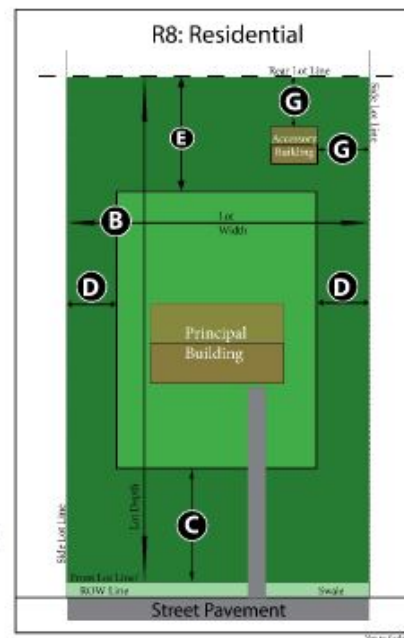 R8: Residential
Rear Lot Line
Side Lot Line
G
Accessory
Building
G
E
B
Lot
Width
D
D
Principal
Building
Lot Depth
C
Side Lot Line
Front Lot Line/
ROW Line
Swale
Street Pavement